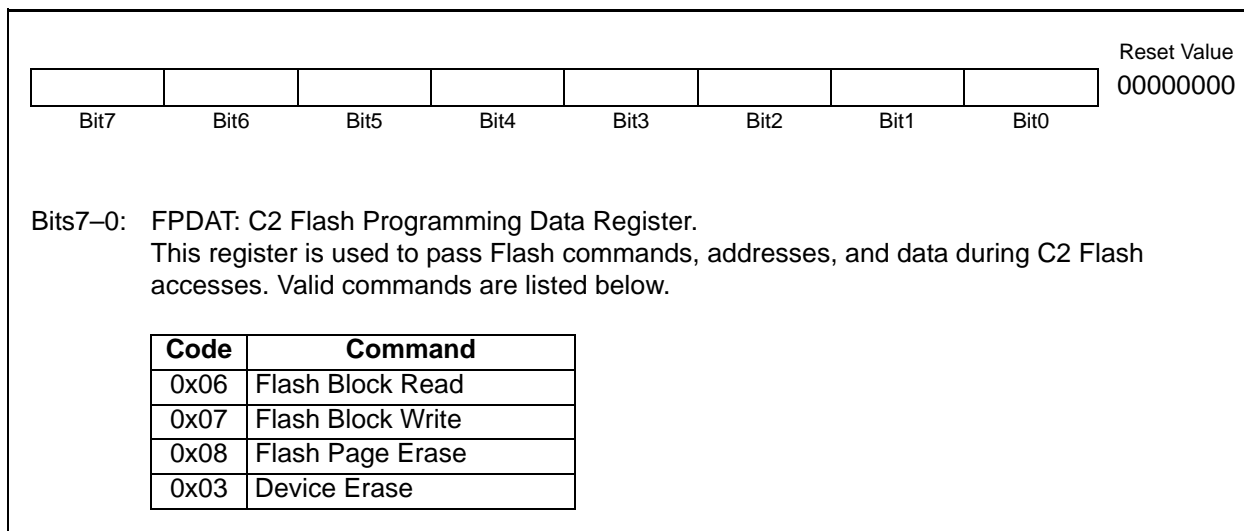 Reset Value
00000000
Bit7 Bit6 Bit5 Bit4 Bit3 Bit2 Bit1 Bit0
Bits7–0: FPDAT: C2 Flash Programming Data Register.
This register is used to pass Flash commands, addresses, and data during C2 Flash
accesses. Valid commands are listed below.
Code Command
0x06 Flash Block Read
0x07 Flash Block Write
0x08 Flash Page Erase
0x03 Device Erase